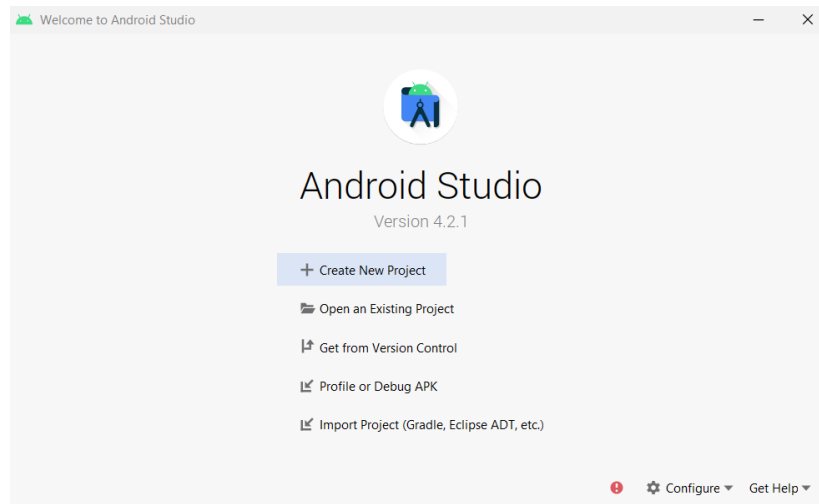 Welcome to Android Studio
Android Studio
Version 4.2.1
Create New Project
Open an Existing Project
Get from Version Control
Profile or Debug APK
Import Project (Gradle, Eclipse ADT, etc.)
Configure Get Help